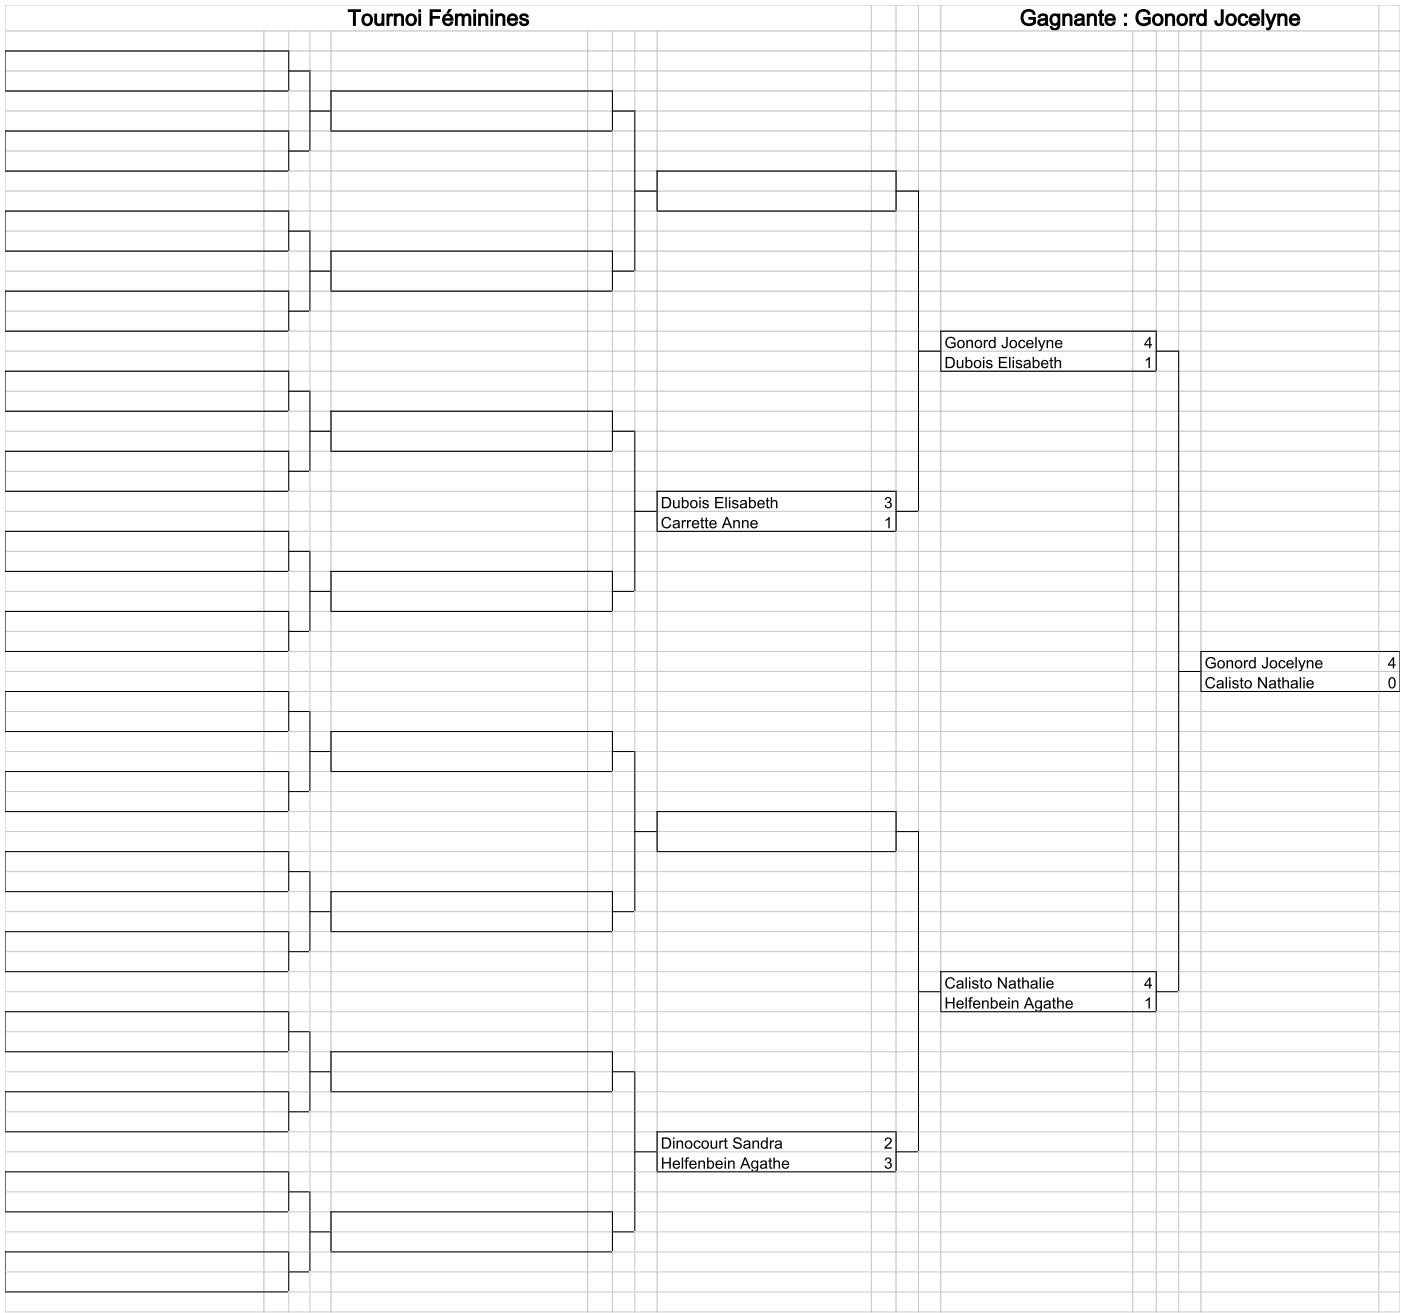 Tournoi Féminines
Gagnante : Gonord Jocelyne
Gonord Jocelyne 4
Dubois Elisabeth 1
Dubois Elisabeth 3
Carrette Anne 1
Gonord Jocelyne 4
Calisto Nathalie 0
Calisto Nathalie 4
Helfenbein Agathe 1
Dinocourt Sandra 2
Helfenbein Agathe 3